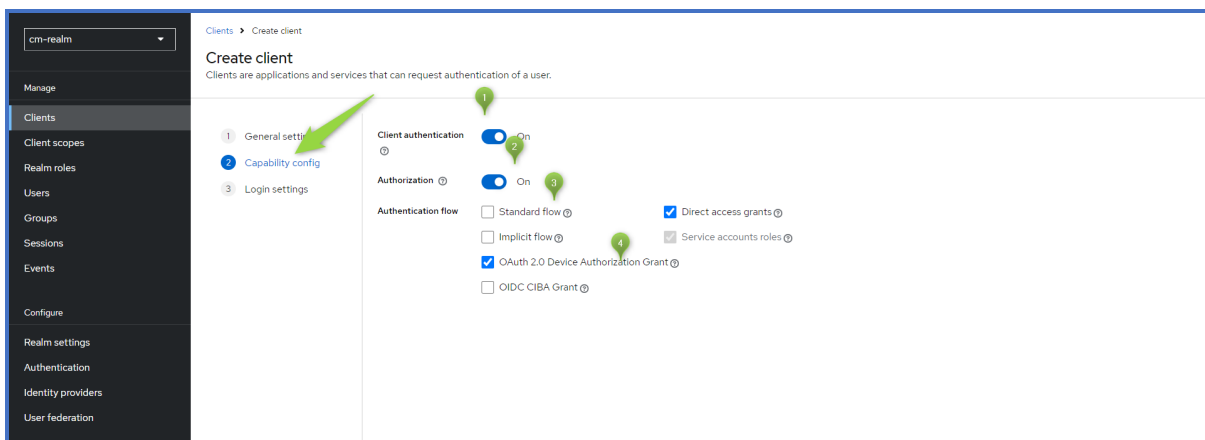 cm-realm
Manage
Clients
Client scopes
Realm roles
Users
Groups
Sessions
Events
Configure
Realm settings
Authentication
Identity providers
User federation
Clients > Create client
Create client
Clients are applications and services that can request authentication of a user.
1 General
2 Capability config
3 Login settings
Client authentication
1
On
2
Authorization
On
3
Authentication flow
Standard flow
Direct access grants
Implicit flow
4
Service accounts roles
OAuth 2.0 Device Authorization Grant
OIDC CIBA Grant